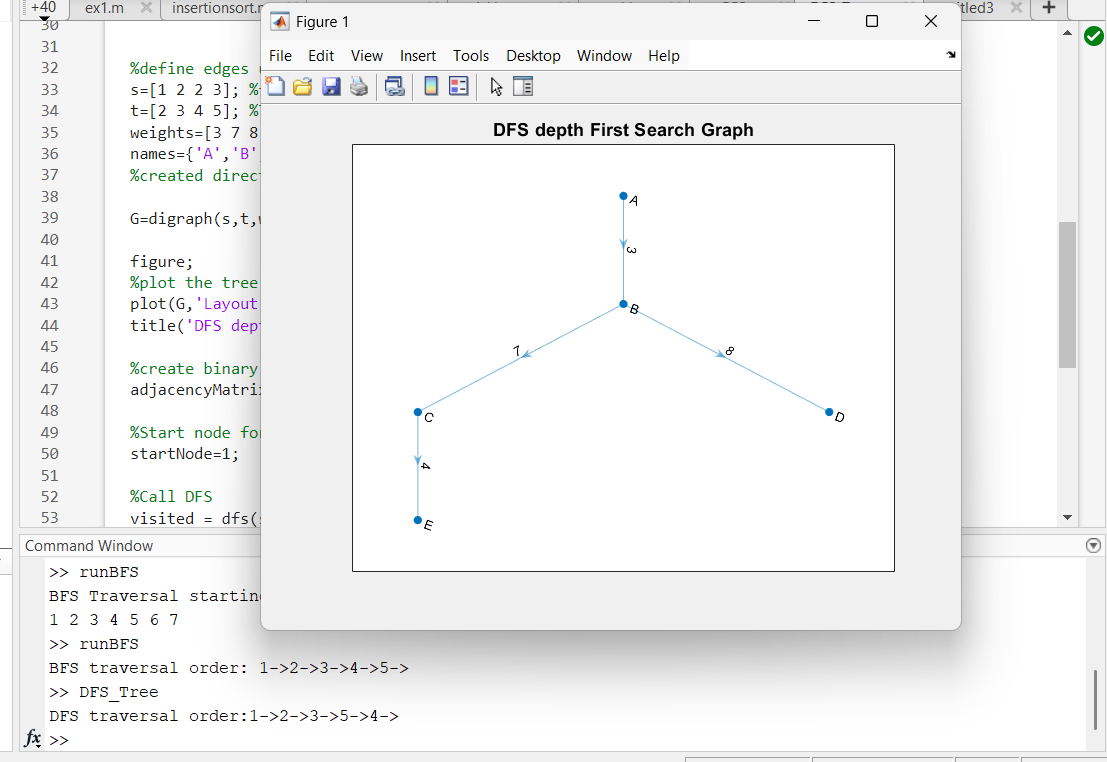 +40
ex1.m
insertionsort.
Figure 1
File Edit View Insert Tools Desktop Window Help
DFS depth First Search Graph
A
3
B
7
8
C
D
4
E
30
31
32 %define edges
33 s=[1 2 2 3]; %
34 t=[2 3 4 5]; %
35 weights=[3 7 8
36 names={'A','B'
37 %created direc
38
39 G=digraph(s,t,
40
41 figure;
42 %plot the tree
43 plot(G,'Layout
44 title('DFS dep
45
46 %create binary
47 adjacencyMatri
48
49 %Start node fo
50 startNode=1;
51
52 %Call DFS
53 visited = dfs(
Command Window
>> runBFS
BFS Traversal startin
1 2 3 4 5 6 7
>> runBFS
BFS traversal order: 1->2->3->4->5->
>> DFS_Tree
DFS traversal order:1->2->3->5->4->
fx >>